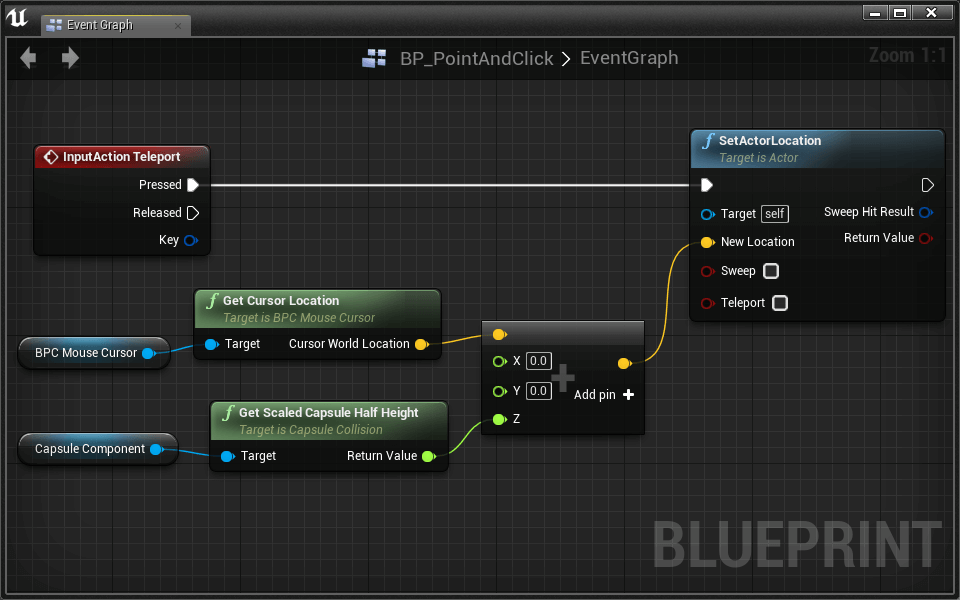 Event Graph
BP_PointAndClick > EventGraph
Zoom 1:1
InputAction Teleport
Pressed
Released
Key
SetActorLocation
Target is Actor
Target self
Sweep Hit Result
New Location
Return Value
Sweep
Teleport
Get Cursor Location
Target is BPC Mouse Cursor
Target
Cursor World Location
BPC Mouse Cursor
X 0.0
Y 0.0
Z
Add pin +
Get Scaled Capsule Half Height
Target is Capsule Collision
Target
Return Value
Capsule Component
BLUEPRINT